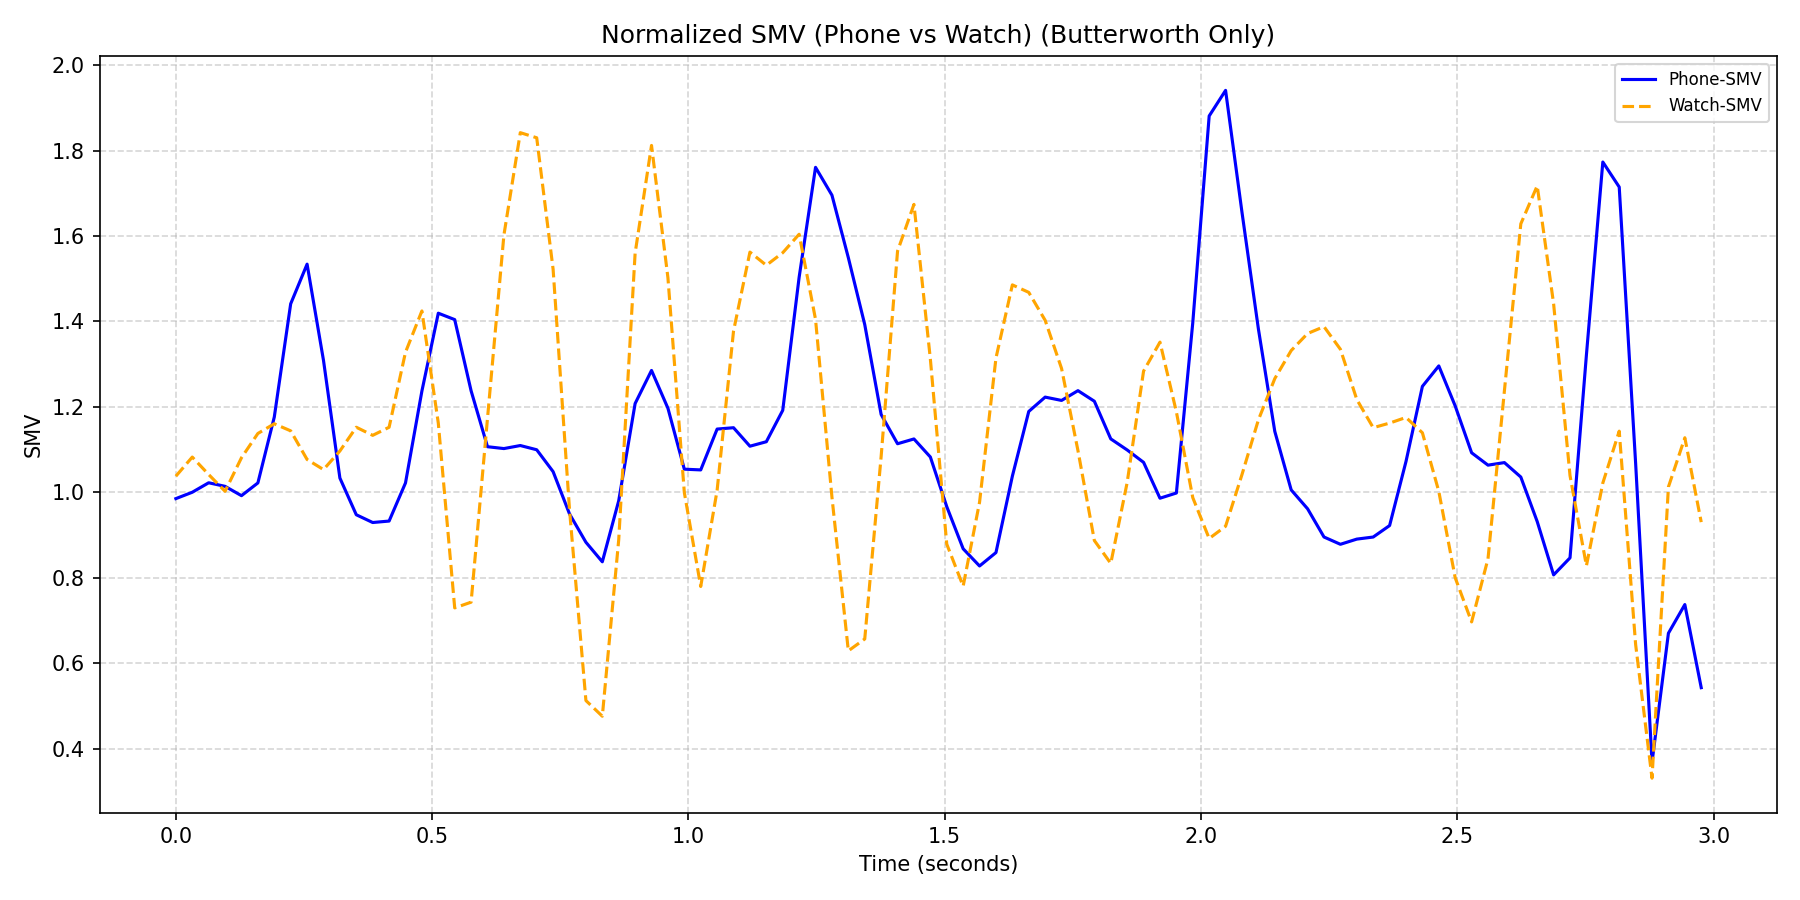 Normalized SMV (Phone vs Watch) (Butterworth Only)
Phone-SMV
Watch-SMV
SMV
2.0
1.8
1.6
1.4
1.2
1.0
0.8
0.6
0.4
0.0 0.5 1.0 1.5 2.0 2.5 3.0
Time (seconds)